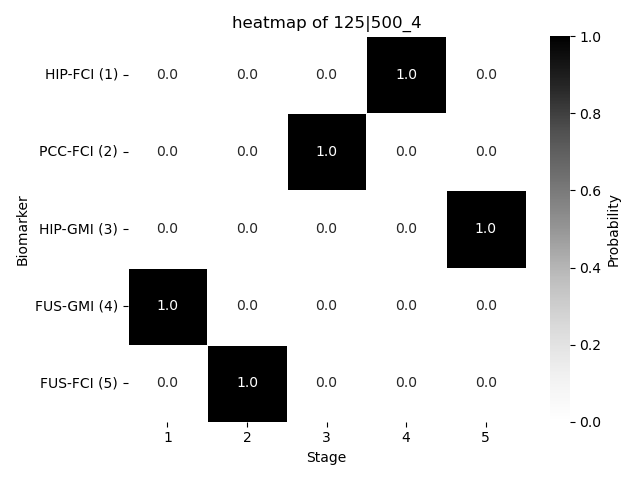 heatmap of 125|500_4
HIP-FCI (1) 0.0 0.0 0.0 1.0 0.0
PCC-FCI (2) 0.0 0.0 1.0 0.0 0.0
HIP-GMI (3) 0.0 0.0 0.0 0.0 1.0
FUS-GMI (4) 1.0 0.0 0.0 0.0 0.0
FUS-FCI (5) 0.0 1.0 0.0 0.0 0.0
1 2 3 4 5
Stage
Biomarker
1.0
0.8
0.6
0.4
0.2
0.0
Probability